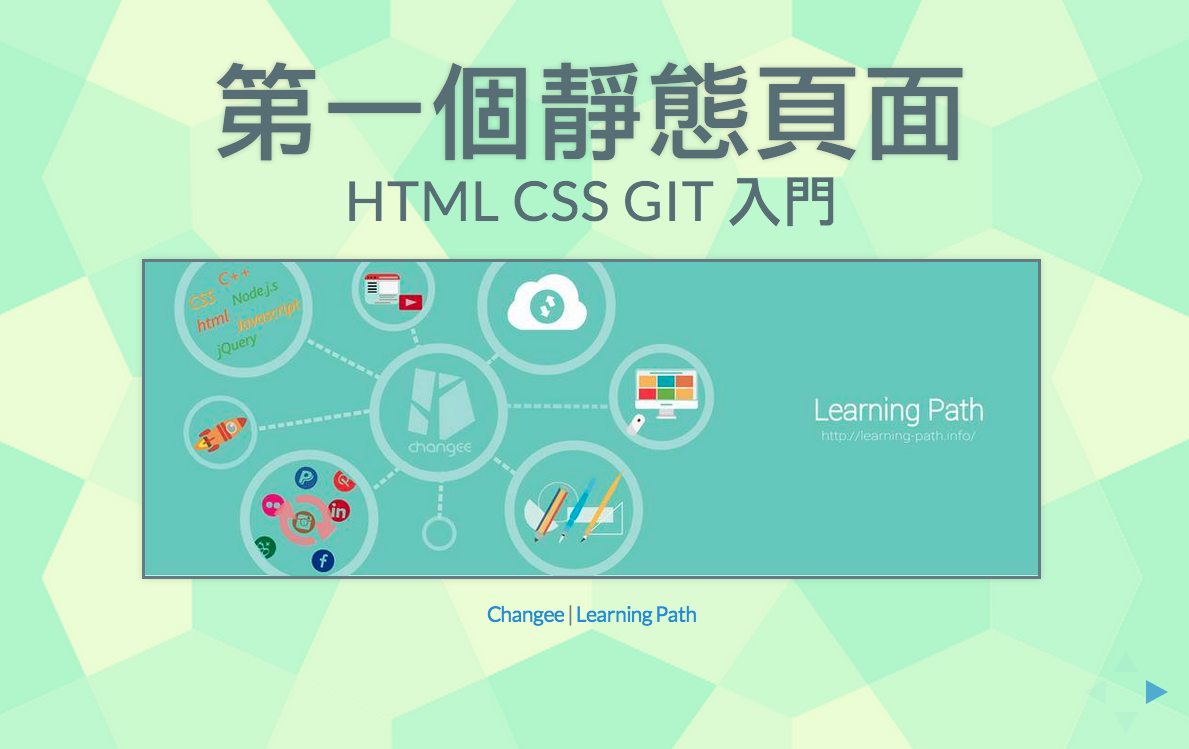 第一個靜態頁面
HTML CSS GIT 入門
C++
CSS
Node.j.s
html
Javascript
jQuery
changee
Learning Path
http://learning-path.info/
in
f
Changee | Learning Path